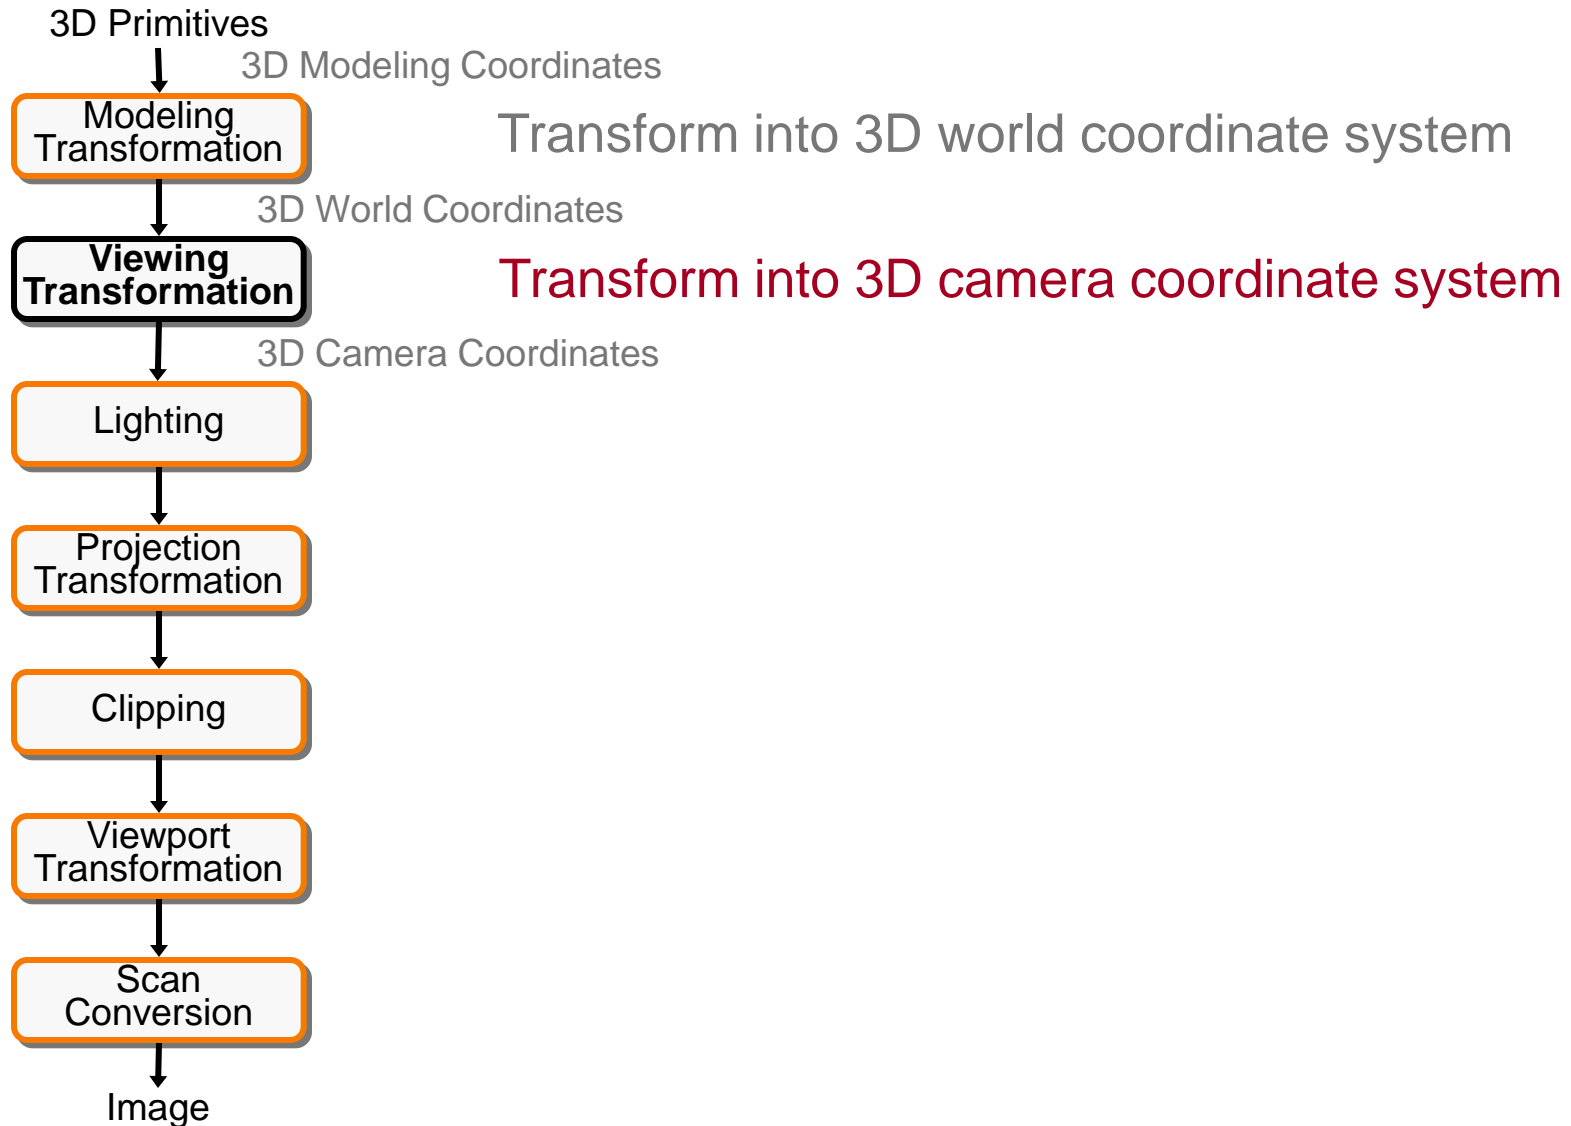 3D Primitives
3D Modeling Coordinates
Modeling
Transformation
Transform into 3D world coordinate system
3D World Coordinates
Viewing
Transformation
Transform into 3D camera coordinate system
3D Camera Coordinates
Lighting
Projection
Transformation
Clipping
Viewport
Transformation
Scan
Conversion
Image